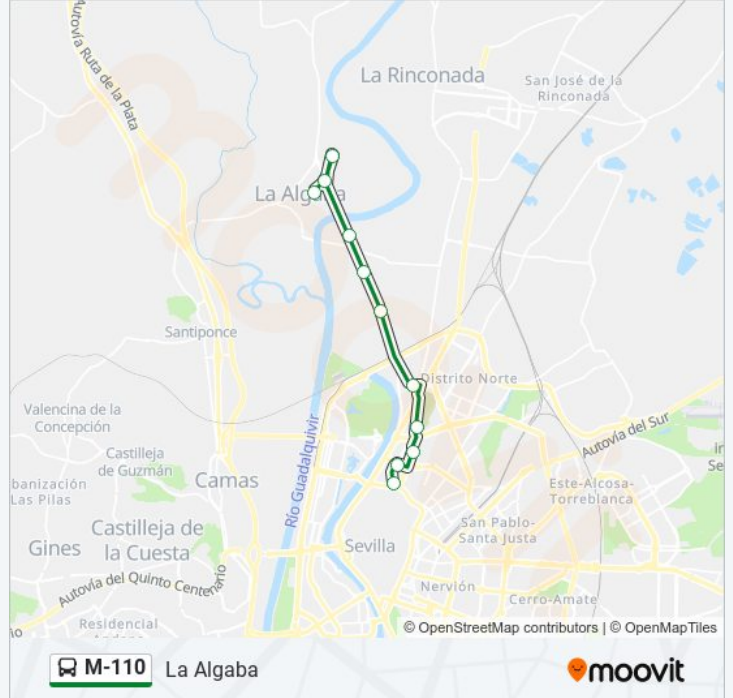 Autovía Ruta de la Plata
La Rinconada
San José de la
Rinconada
La Algaba
Santiponce
Distrito Norte
Valencina de la
Concepción
Río Guadalquivir
Autovía del Sur
Castilleja
de Guzmán
Camas
banización
Las Pilas
Este-Alcosa-
Torreblanca
Castilleja de
la Cuesta
Gines
San Pablo-
Santa Justa
Sevilla
Autovía del Quinto Centenario
Nervión
Cerro-Amate
Residencial
© OpenStreetMap contributors | © OpenMapTiles
M-110 La Algaba
moovit